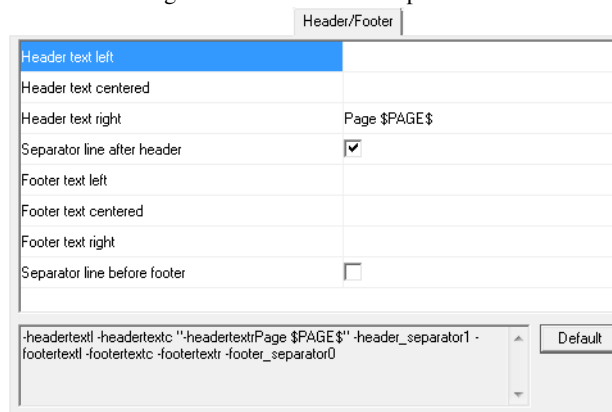 Header/Footer
Header text left
Header text centered
Header text right Page $PAGE$
Separator line after header
Footer text left
Footer text centered
Footer text right
Separator line before footer
-headertextl -headertextc "-headertextrPage $PAGE$" -header_separator1 -
footertextl -footertextc -footertextr -footer_separator0
Default